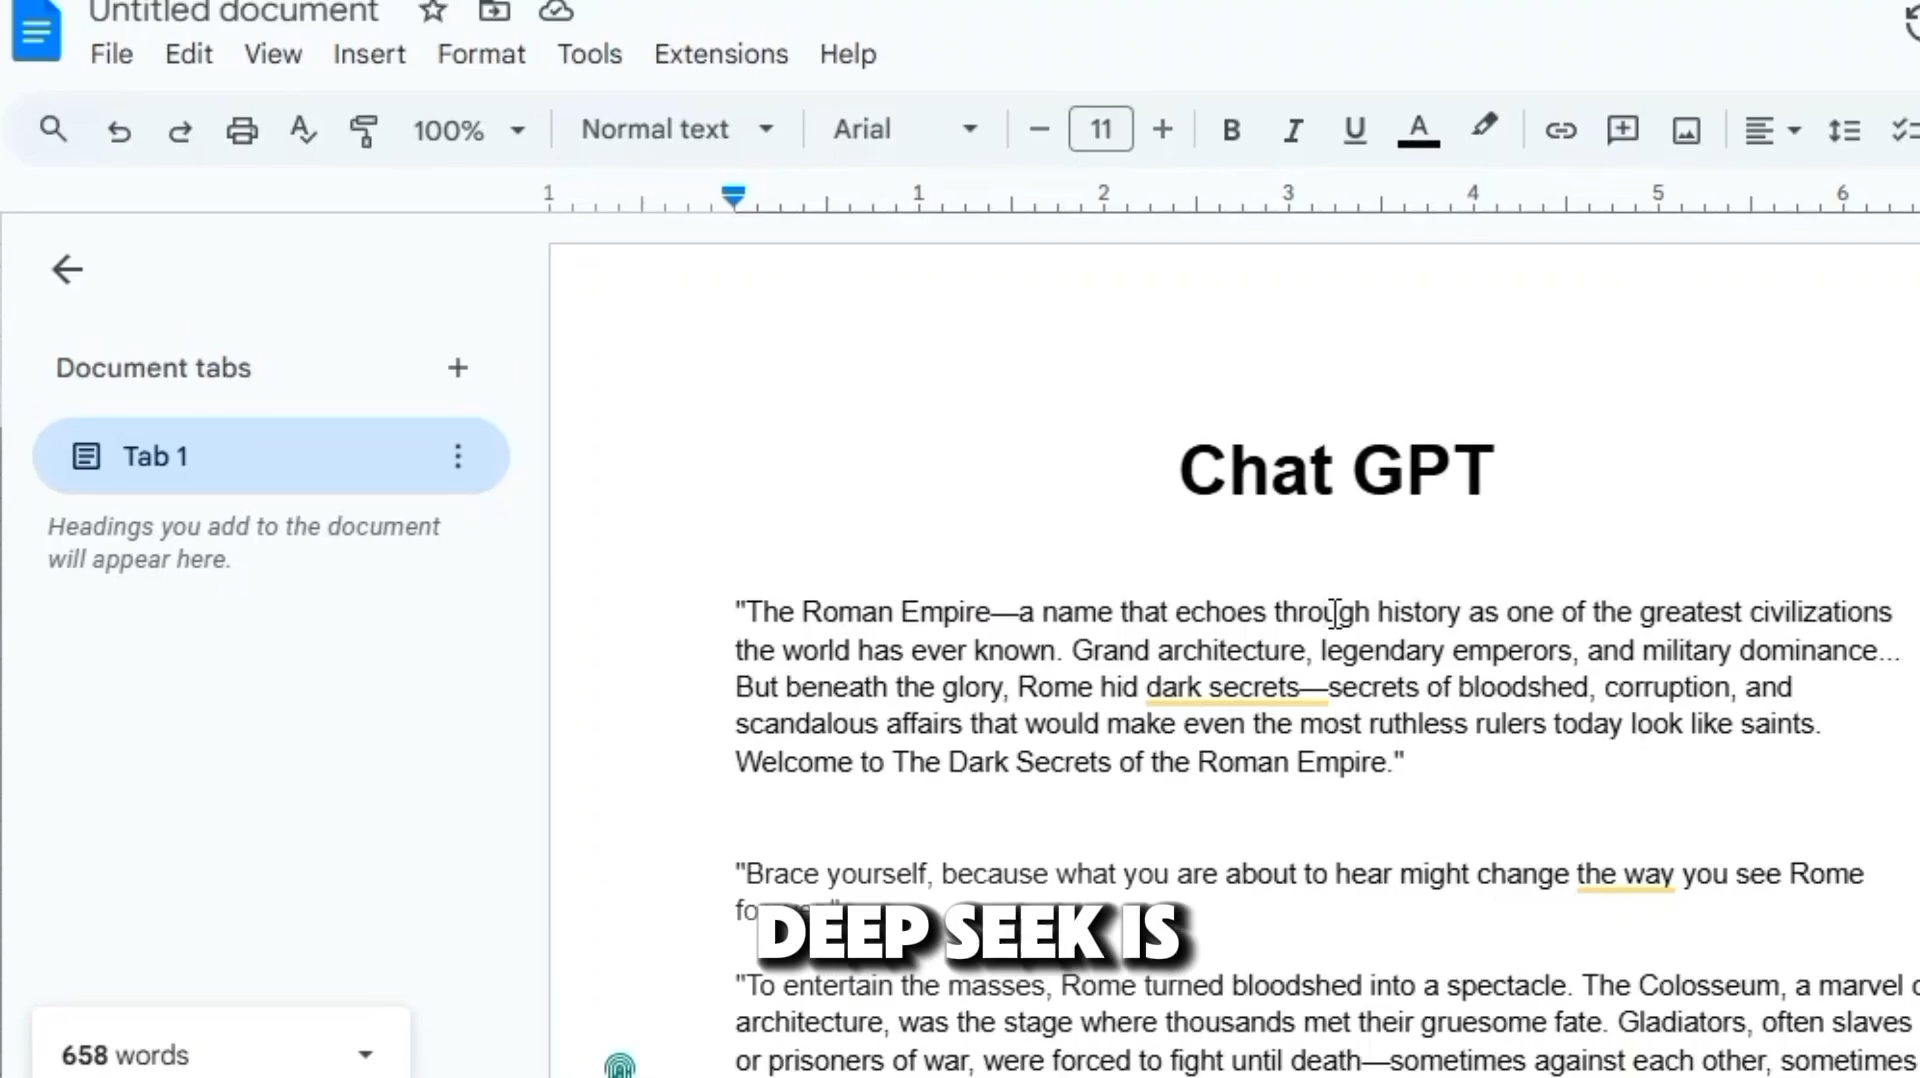 Untitled document
File Edit View Insert Format Tools Extensions Help
100% Normal text Arial 11 B I U A
1 1 2 3 4 5 6
Document tabs
Tab 1
Headings you add to the document
will appear here.
658 words
Chat GPT
"The Roman Empire—a name that echoes through history as one of the greatest civilizations
the world has ever known. Grand architecture, legendary emperors, and military dominance...
But beneath the glory, Rome hid dark secrets—secrets of bloodshed, corruption, and
scandalous affairs that would make even the most ruthless rulers today look like saints.
Welcome to The Dark Secrets of the Roman Empire."
"Brace yourself, because what you are about to hear might change the way you see Rome
DEEP SEEK IS
"To entertain the masses, Rome turned bloodshed into a spectacle. The Colosseum, a marvel
architecture, was the stage where thousands met their gruesome fate. Gladiators, often slaves
or prisoners of war, were forced to fight until death—sometimes against each other, sometimes